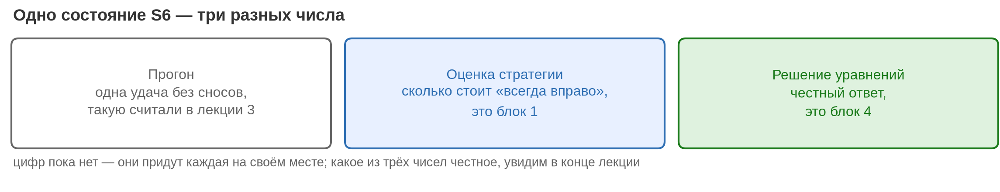 Одно состояние S6 — три разных числа
Прогон
одна удача без сносов,
такую считали в лекции 3
Оценка стратегии
сколько стоит «всегда вправо»,
это блок 1
Решение уравнений
честный ответ,
это блок 4
цифр пока нет — они придут каждая на своём месте; какое из трёх чисел честное, увидим в конце лекции